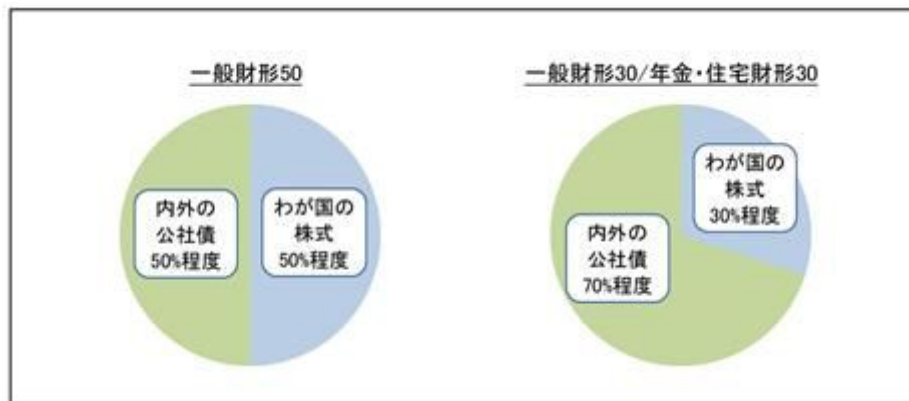 一般財形50
内外の
公社債
50%程度
わが国の
株式
50%程度
一般財形30/年金・住宅財形30
わが国の
株式
30%程度
内外の
公社債
70%程度